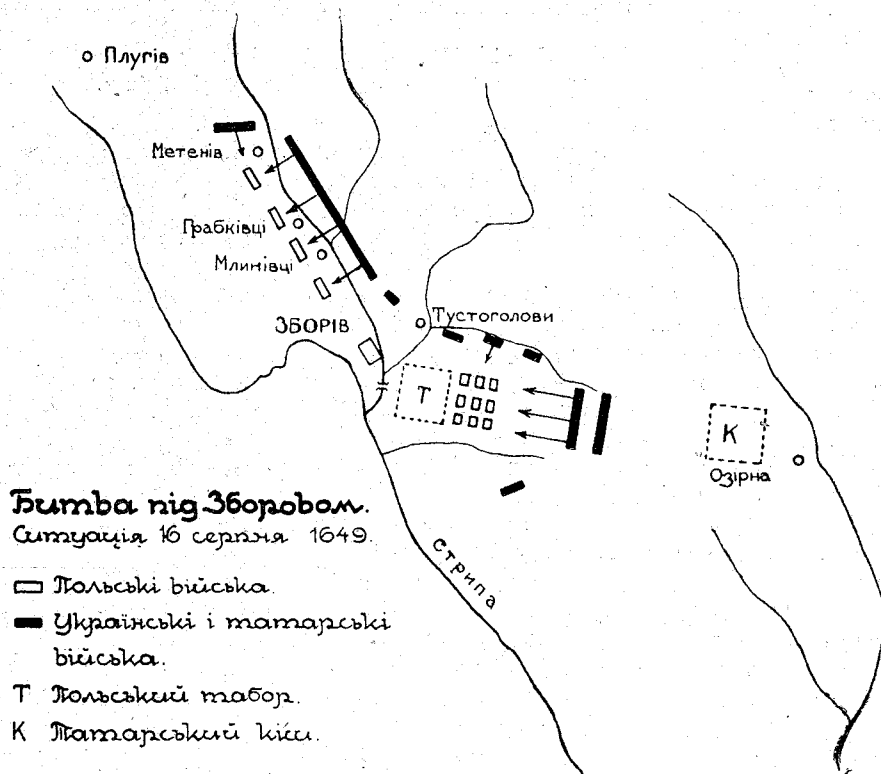 Плугів
Метенів
Грабківці
Млинівці
ЗБОРІВ
Тустоголови
Т
К
Озірна
Стрипа
Битва під Зборовом.
Ситуація 16 серпня 1649.
Польські війська.
Українські і татарські
війська.
Т Польський табор.
К Татарський кіш.